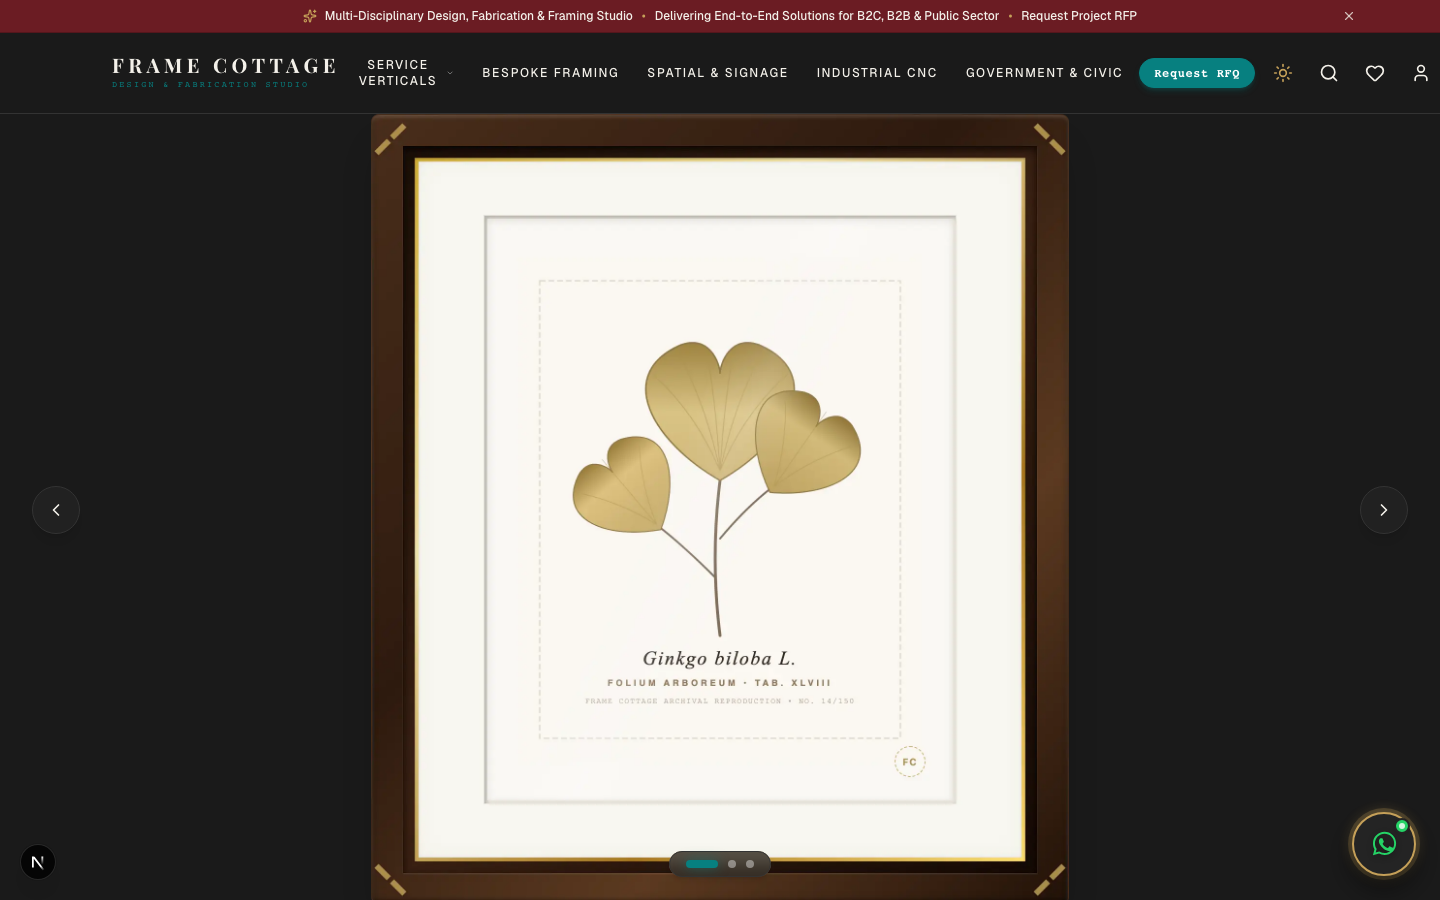 Multi-Disciplinary Design, Fabrication & Framing Studio • Delivering End-to-End Solutions for B2C, B2B & Public Sector • Request Project RFP
FRAME COTTAGE
DESIGN & FABRICATION STUDIO
SERVICE
VERTICALS
BESPOKE FRAMING
SPATIAL & SIGNAGE
INDUSTRIAL CNC
GOVERNMENT & CIVIC
Request RFQ
Ginkgo biloba L.
FOLIUM ARBOREUM • TAB. XLVIII
FRAME COTTAGE ARCHIVAL REPRODUCTION • NO. 14/150
FC
N